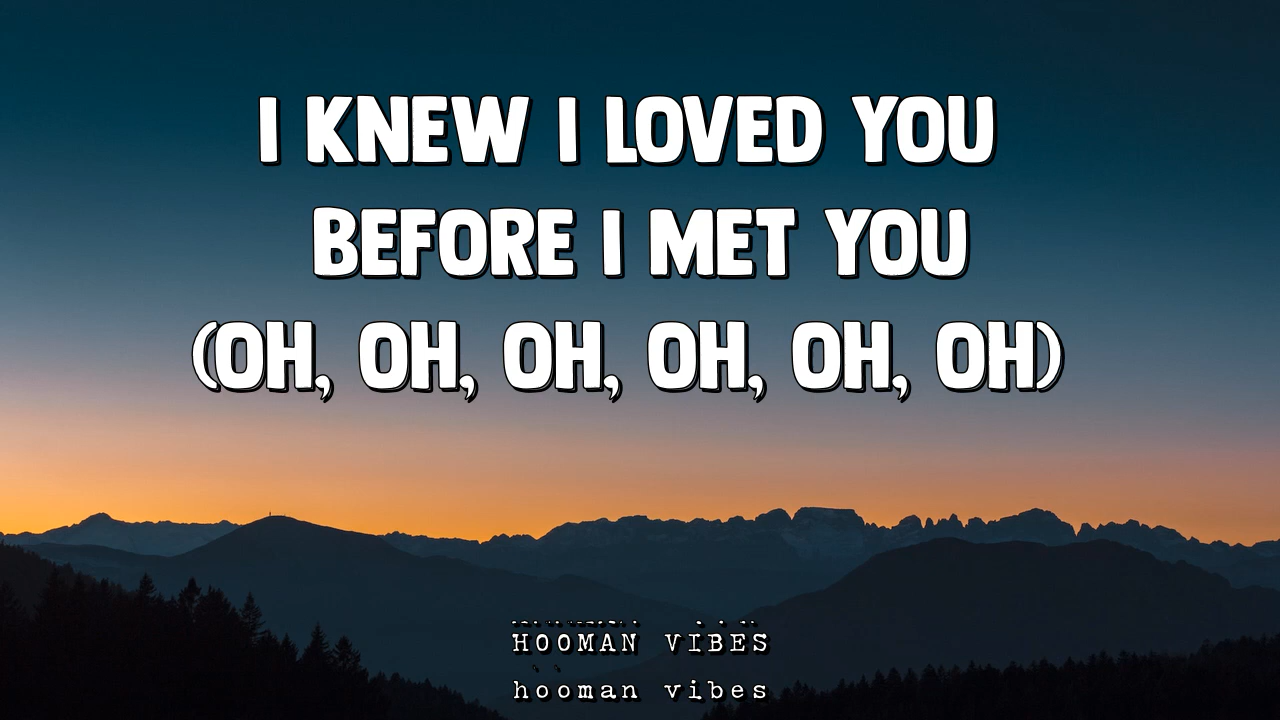 I KNEW I LOVED YOU
BEFORE I MET YOU
(OH, OH, OH, OH, OH, OH)
HOOMAN VIBES
hooman vibes